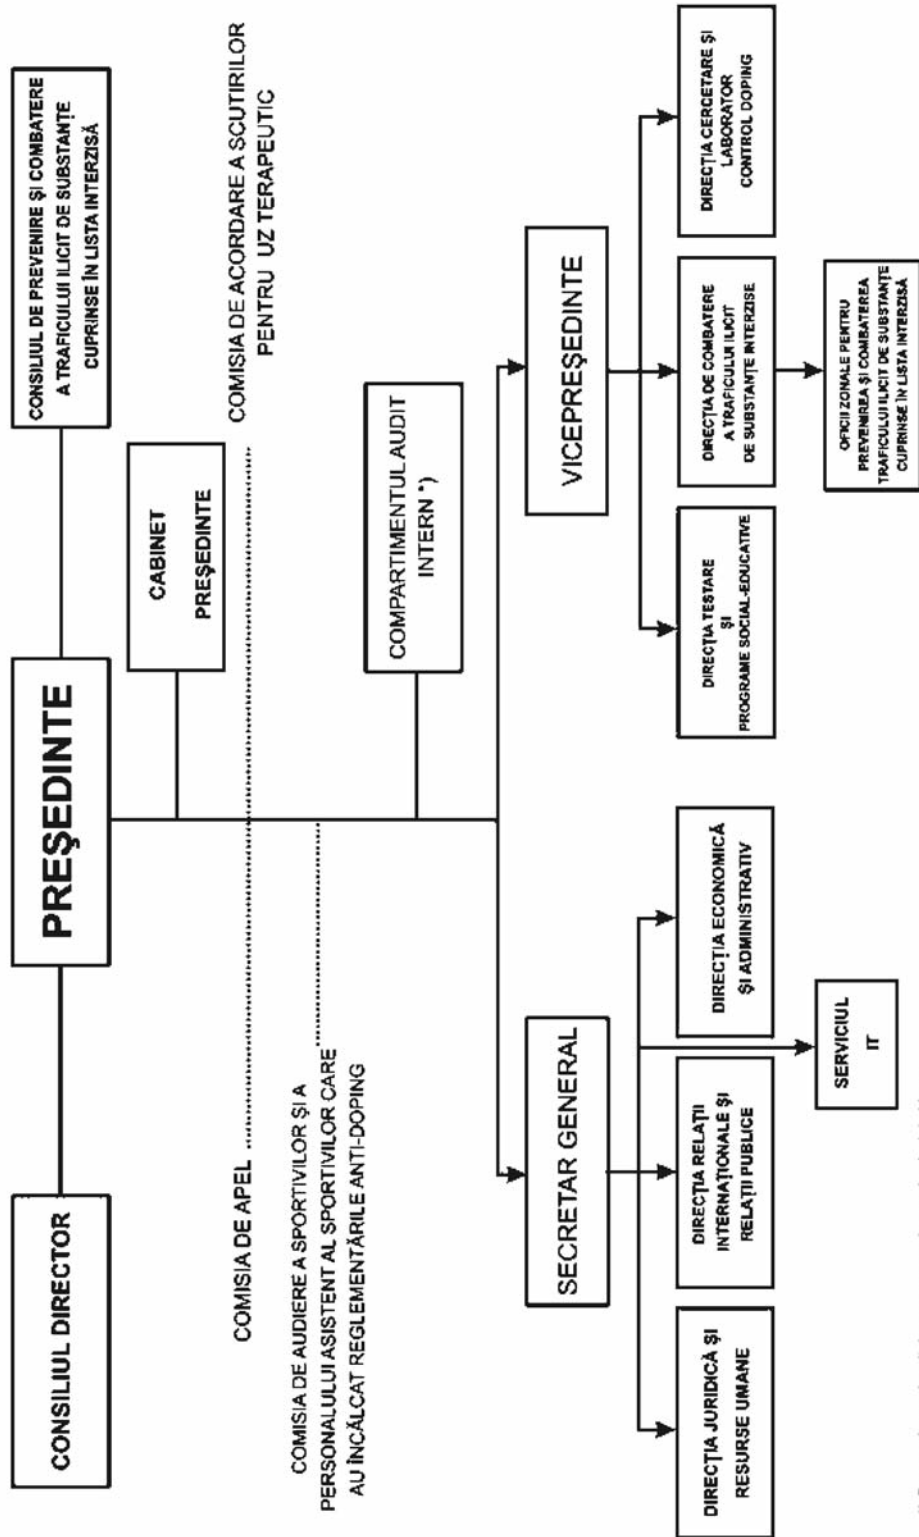 CONSILIUL DIRECTOR
PREŞEDINTE
CONSILIUL DE PREVENIRE ŞI COMBATERE
A TRAFICULUI ILICIT DE SUBSTANŢE
CUPRINSE ÎN LISTA INTERZISĂ
CABINET
PREŞEDINTE
COMISIA DE APEL
COMISIA DE ACORDARE A SCUTIRILOR
PENTRU UZ TERAPEUTIC
COMISIA DE AUDIERE A SPORTIVILOR ŞI A
PERSONALULUI ASISTENT AL SPORTIVILOR CARE
AU ÎNCĂLCAT REGLEMENTĂRILE ANTI-DOPING
COMPARTIMENTUL AUDIT
INTERN *)
SECRETAR GENERAL
VICEPREŞEDINTE
DIRECŢIA JURIDICĂ ŞI
RESURSE UMANE
DIRECŢIA RELAŢII
INTERNAŢIONALE ŞI
RELAŢII PUBLICE
DIRECŢIA ECONOMICĂ
ŞI ADMINISTRATIV
DIRECŢIA TESTARE
ŞI
PROGRAME SOCIAL-EDUCATIVE
DIRECŢIA DE COMBATERE
A TRAFICULUI ILICIT
DE SUBSTANŢE INTERZISE
DIRECŢIA CERCETARE ŞI
LABORATOR
CONTROL DOPING
SERVICIUL
IT
OFICII ZONALE PENTRU
PREVENIREA ŞI COMBATEREA
TRAFICULUI ILICIT DE SUBSTANŢE
CUPRINSE ÎN LISTA INTERZISĂ